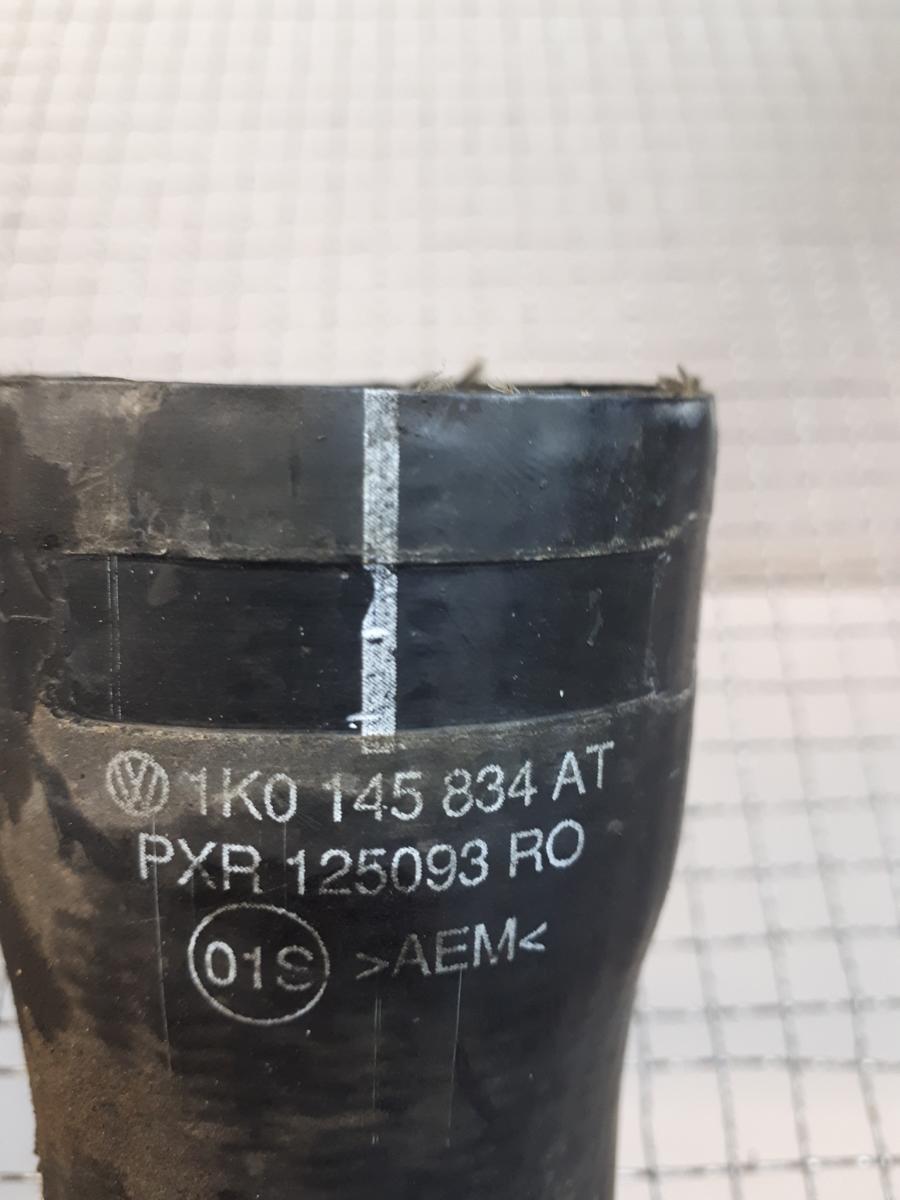 1K0 145 834 AT
PXR 125093 RO
01S >AEM<